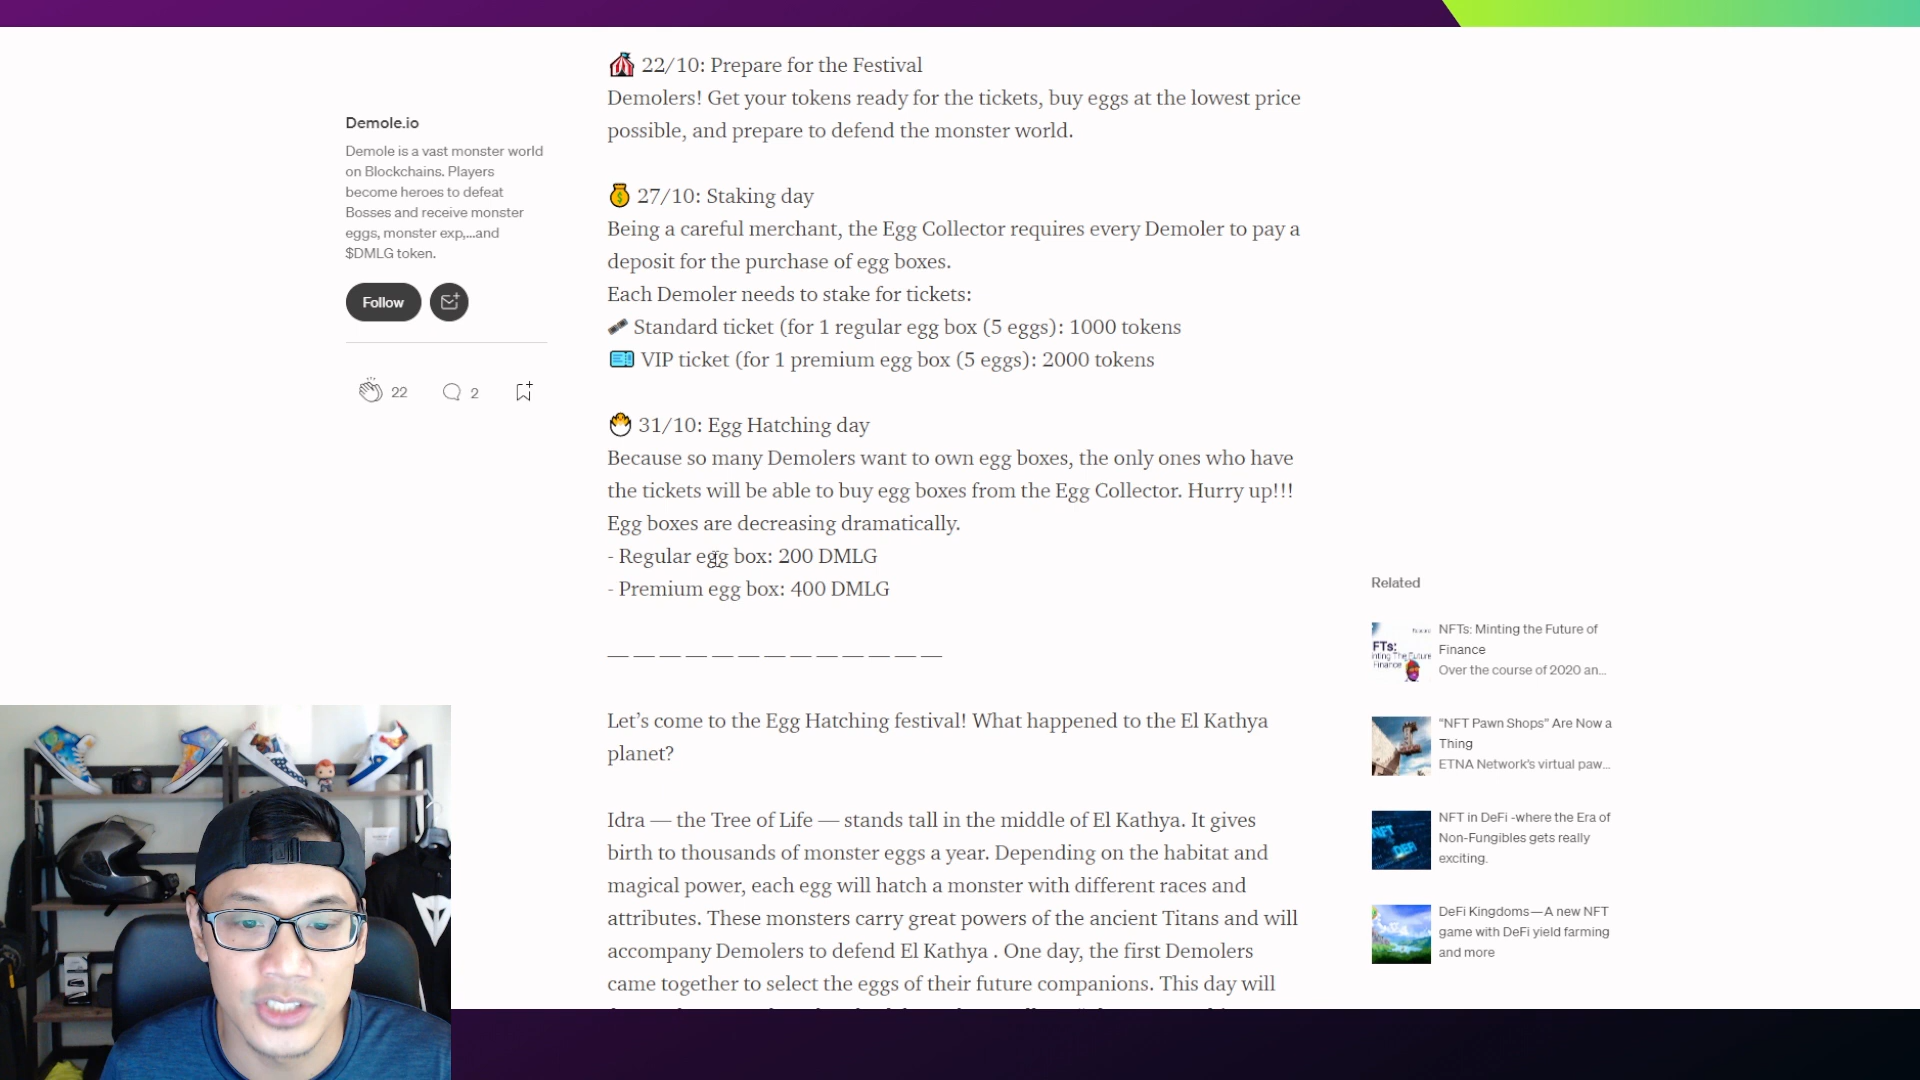 Demole.io
Demole is a vast monster world
on Blockchains. Players
become heroes to defeat
Bosses and receive monster
eggs, monster exp,...and
$DMLG token.
Follow
22
2
22/10: Prepare for the Festival
Demolers! Get your tokens ready for the tickets, buy eggs at the lowest price
possible, and prepare to defend the monster world.
27/10: Staking day
Being a careful merchant, the Egg Collector requires every Demoler to pay a
deposit for the purchase of egg boxes.
Each Demoler needs to stake for tickets:
Standard ticket (for 1 regular egg box (5 eggs): 1000 tokens
VIP ticket (for 1 premium egg box (5 eggs): 2000 tokens
31/10: Egg Hatching day
Because so many Demolers want to own egg boxes, the only ones who have
the tickets will be able to buy egg boxes from the Egg Collector. Hurry up!!!
Egg boxes are decreasing dramatically.
- Regular egg box: 200 DMLG
- Premium egg box: 400 DMLG
— — — — — — — — — — — — —
Let's come to the Egg Hatching festival! What happened to the El Kathya
planet?
Idra — the Tree of Life — stands tall in the middle of El Kathya. It gives
birth to thousands of monster eggs a year. Depending on the habitat and
magical power, each egg will hatch a monster with different races and
attributes. These monsters carry great powers of the ancient Titans and will
accompany Demolers to defend El Kathya . One day, the first Demolers
came together to select the eggs of their future companions. This day will
Related
NFTs: Minting the Future of
Finance
Over the course of 2020 an...
"NFT Pawn Shops" Are Now a
Thing
ETNA Network's virtual paw...
NFT in DeFi -where the Era of
Non-Fungibles gets really
exciting.
DeFi Kingdoms—A new NFT
game with DeFi yield farming
and more